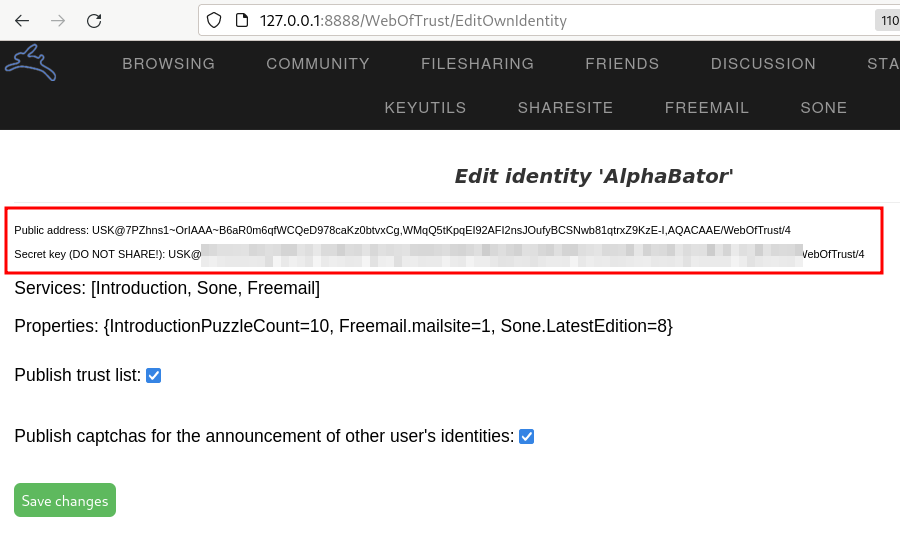 127.0.0.1:8888/WebOfTrust/EditOwnIdentity 110
BROWSING COMMUNITY FILESHARING FRIENDS DISCUSSION STA
KEYUTILS SHARESITE FREEMAIL SONE
Edit identity 'AlphaBator'
Public address: USK@7PZhns1~OrIAAA~B6aR0m6qfWCQeD978caKz0btvxCg,WMqQ5tKpqEI92AFI2nsJOufyBCSNwb81qtrxZ9KzE-I,AQACAAE/WebOfTrust/4
Secret key (DO NOT SHARE!): USK@ WebOfTrust/4
Services: [Introduction, Sone, Freemail]
Properties: {IntroductionPuzzleCount=10, Freemail.mailsite=1, Sone.LatestEdition=8}
Publish trust list:
Publish captchas for the announcement of other user's identities:
Save changes